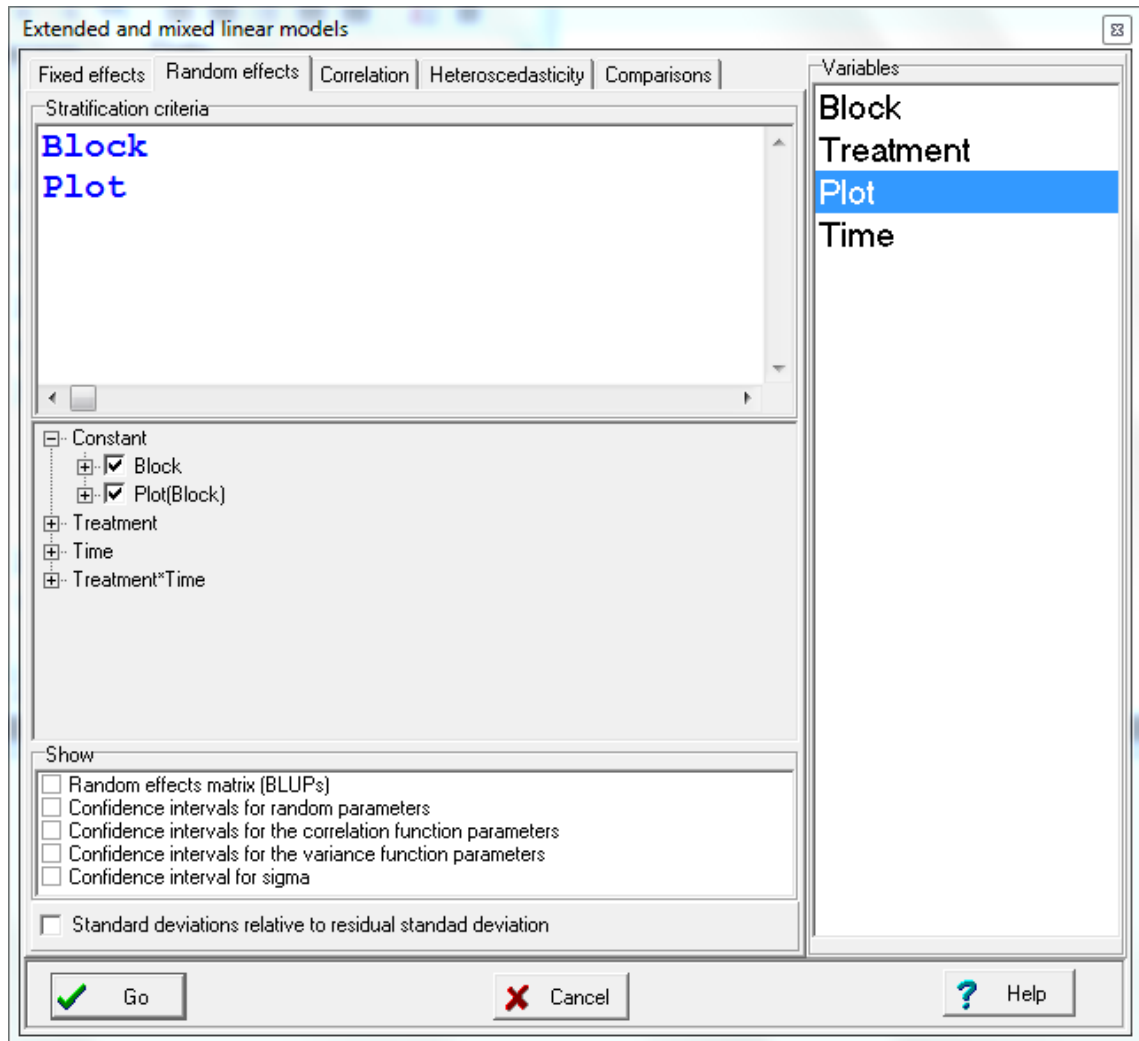 Extended and mixed linear models
Fixed effects Random effects Correlation Heteroscedasticity Comparisons
Stratification criteria
Block
Plot
Constant
Block
Plot(Block)
Treatment
Time
Treatment*Time
Show
Random effects matrix (BLUPs)
Confidence intervals for random parameters
Confidence intervals for the correlation function parameters
Confidence intervals for the variance function parameters
Confidence interval for sigma
Standard deviations relative to residual standad deviation
Variables
Block
Treatment
Plot
Time
Go Cancel Help